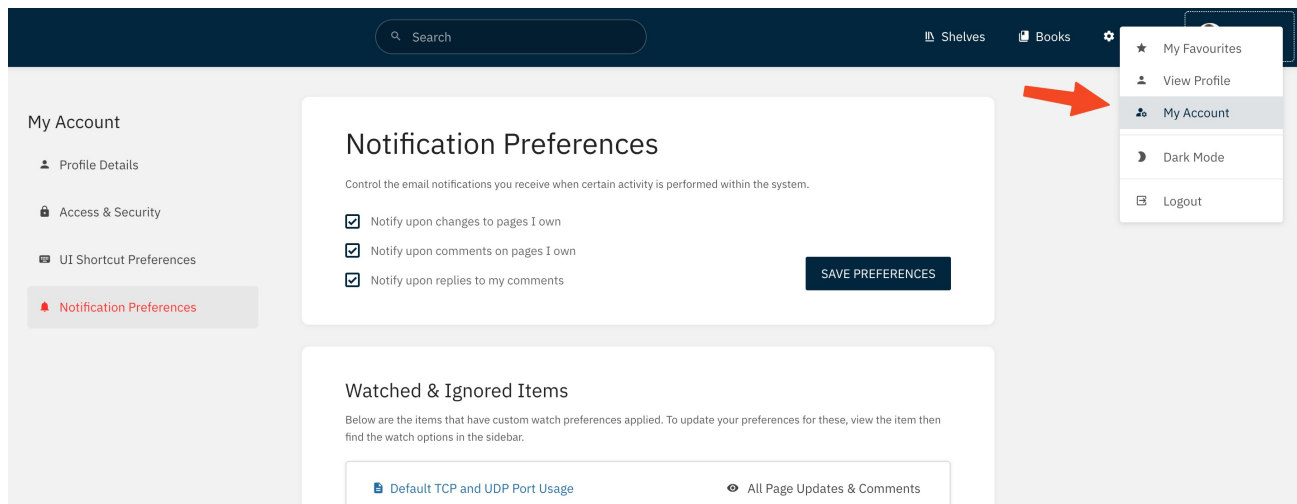 Search
Shelves
Books
My Favourites
View Profile
My Account
Dark Mode
Logout
My Account
Profile Details
Access & Security
UI Shortcut Preferences
Notification Preferences
Notification Preferences
Control the email notifications you receive when certain activity is performed within the system.
Notify upon changes to pages I own
Notify upon comments on pages I own
Notify upon replies to my comments
SAVE PREFERENCES
Watched & Ignored Items
Below are the items that have custom watch preferences applied. To update your preferences for these, view the item then
find the watch options in the sidebar.
Default TCP and UDP Port Usage
All Page Updates & Comments